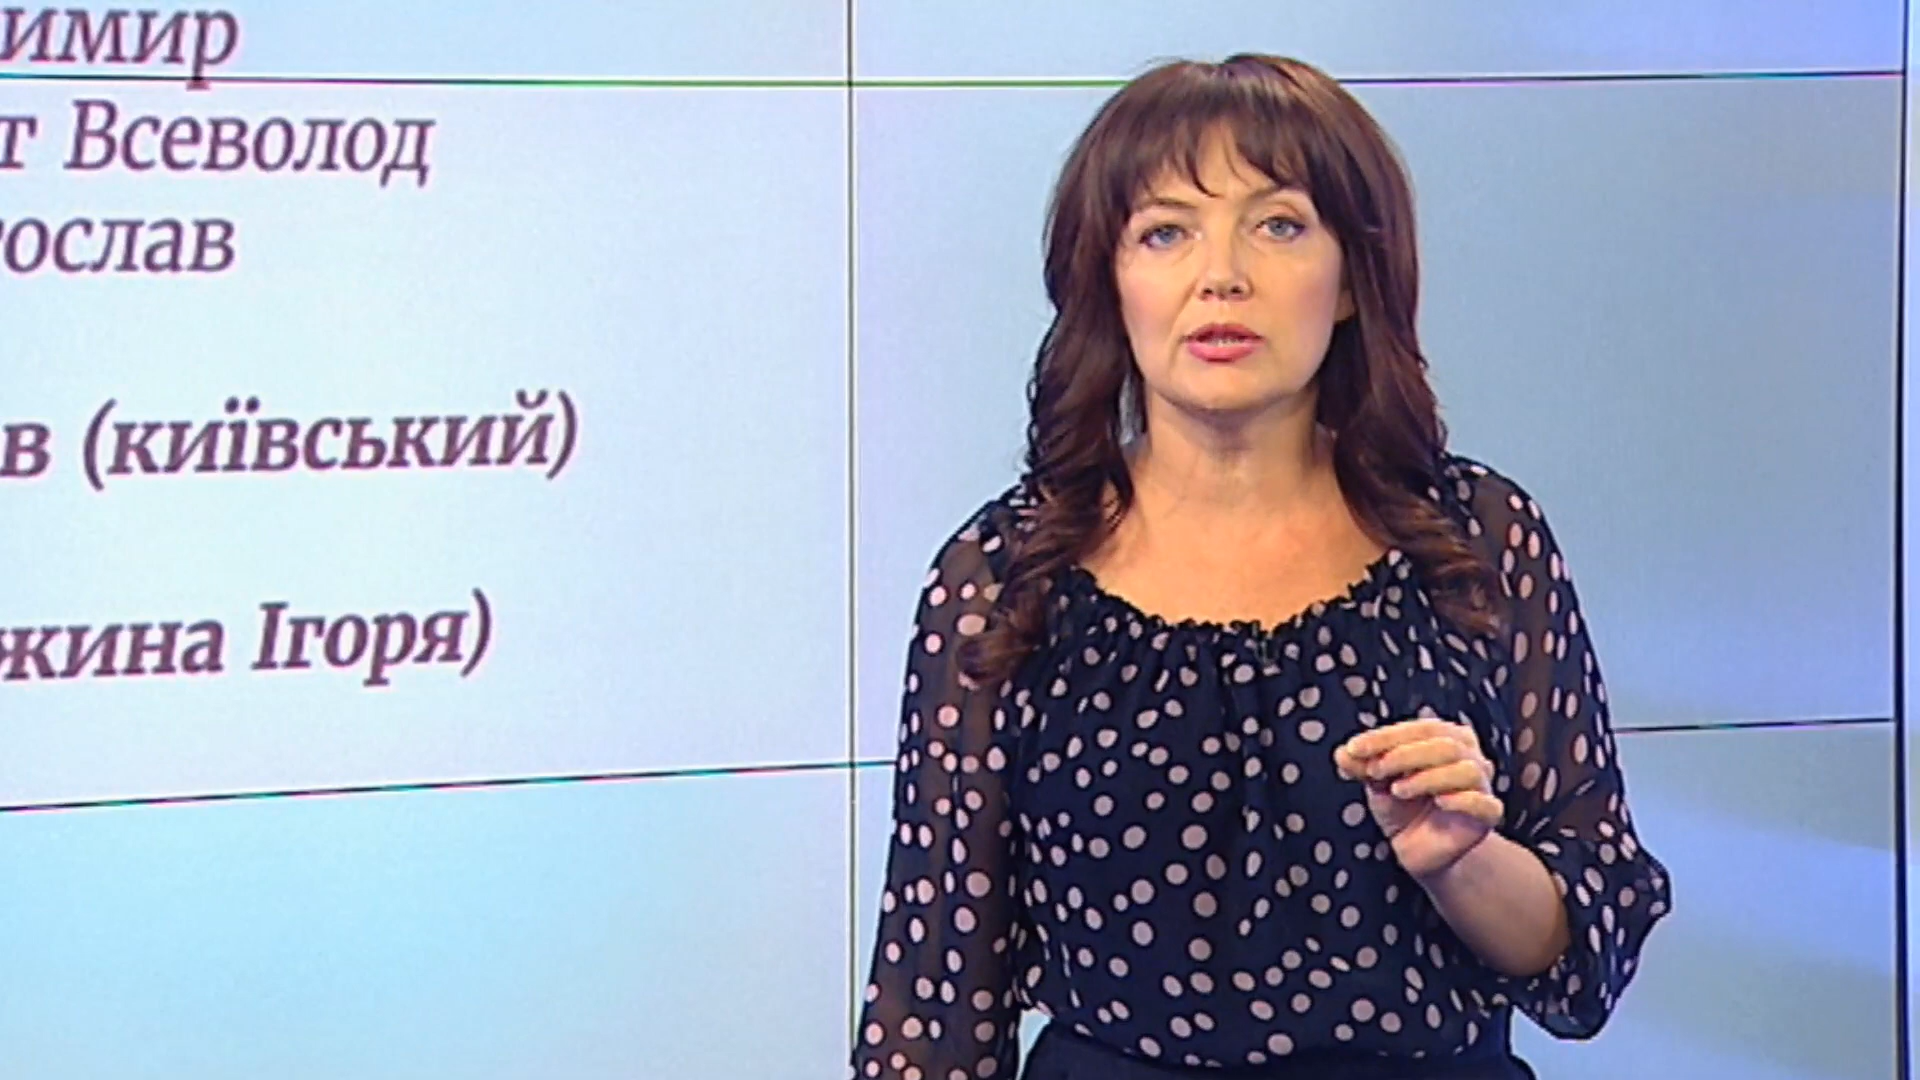 имир
т Всеволод
ослав
в (київський)
жина Ігоря)